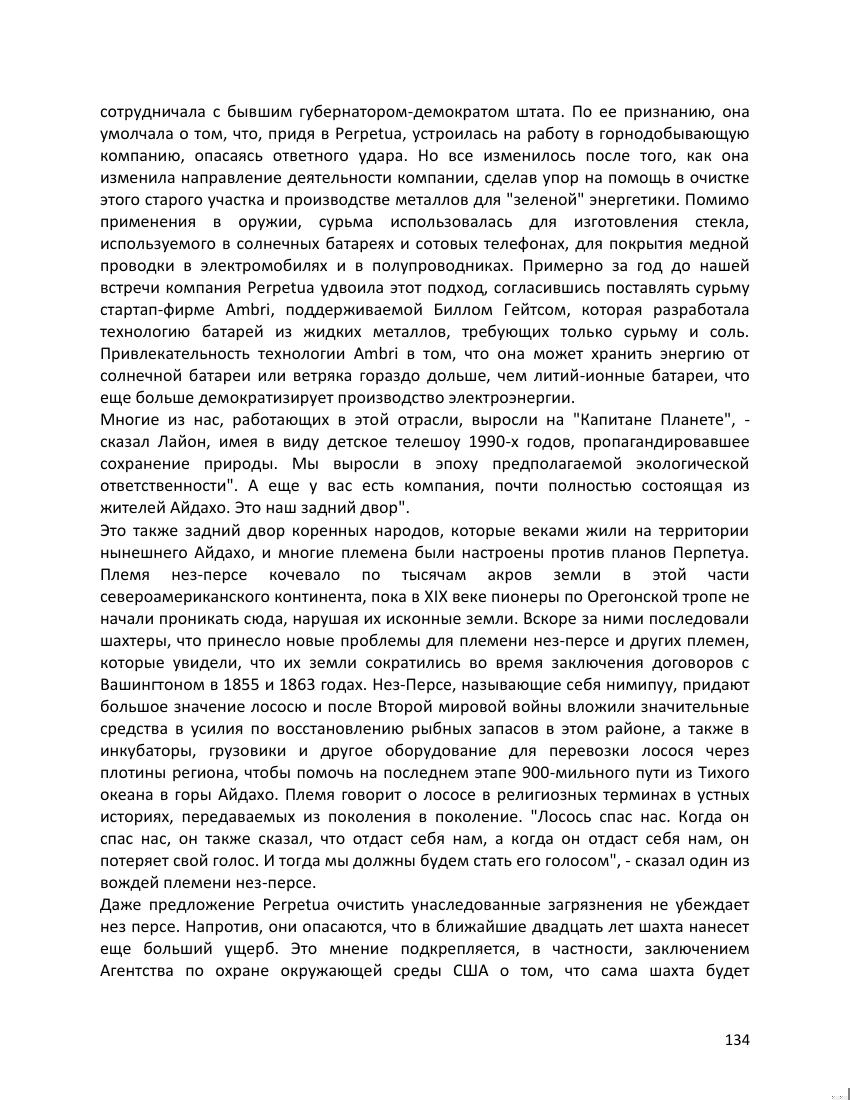 сотрудничала с бывшим губернатором-демократом штата. По ее признанию, она
умолчала о том, что, придя в Perpetua, устроилась на работу в горнодобывающую
компанию, опасаясь ответного удара. Но все изменилось после того, как она
изменила направление деятельности компании, сделав упор на помощь в очистке
этого старого участка и производстве металлов для "зеленой" энергетики. Помимо
применения в оружии, сурьма использовалась для изготовления стекла,
используемого в солнечных батареях и сотовых телефонах, для покрытия медной
проводки в электромобилях и в полупроводниках. Примерно за год до нашей
встречи компания Perpetua удвоила этот подход, согласившись поставлять сурьму
стартап-фирме Ambri, поддерживаемой Биллом Гейтсом, которая разработала
технологию батарей из жидких металлов, требующих только сурьму и соль.
Привлекательность технологии Ambri в том, что она может хранить энергию от
солнечной батареи или ветряка гораздо дольше, чем литий-ионные батареи, что
еще больше демократизирует производство электроэнергии.
Многие из нас, работающих в этой отрасли, выросли на "Капитане Планете", -
сказал Лайон, имея в виду детское телешоу 1990-х годов, пропагандировавшее
сохранение природы. Мы выросли в эпоху предполагаемой экологической
ответственности". А еще у вас есть компания, почти полностью состоящая из
жителей Айдахо. Это наш задний двор".
Это также задний двор коренных народов, которые веками жили на территории
нынешнего Айдахо, и многие племена были настроены против планов Перпетуа.
Племя нез-персе кочевало по тысячам акров земли в этой части
североамериканского континента, пока в XIX веке пионеры по Орегонской тропе не
начали проникать сюда, нарушая их исконные земли. Вскоре за ними последовали
шахтеры, что принесло новые проблемы для племени нез-персе и других племен,
которые увидели, что их земли сократились во время заключения договоров с
Вашингтоном в 1855 и 1863 годах. Нез-Персе, называющие себя нимипуу, придают
большое значение лососю и после Второй мировой войны вложили значительные
средства в усилия по восстановлению рыбных запасов в этом районе, а также в
инкубаторы, грузовики и другое оборудование для перевозки лосося через
плотины региона, чтобы помочь на последнем этапе 900-мильного пути из Тихого
океана в горы Айдахо. Племя говорит о лососе в религиозных терминах в устных
историях, передаваемых из поколения в поколение. "Лосось спас нас. Когда он
спас нас, он также сказал, что отдаст себя нам, а когда он отдаст себя нам, он
потеряет свой голос. И тогда мы должны будем стать его голосом", - сказал один из
вождей племени нез-персе.
Даже предложение Perpetua очистить унаследованные загрязнения не убеждает
нез персе. Напротив, они опасаются, что в ближайшие двадцать лет шахта нанесет
еще больший ущерб. Это мнение подкрепляется, в частности, заключением
Агентства по охране окружающей среды США о том, что сама шахта будет
134